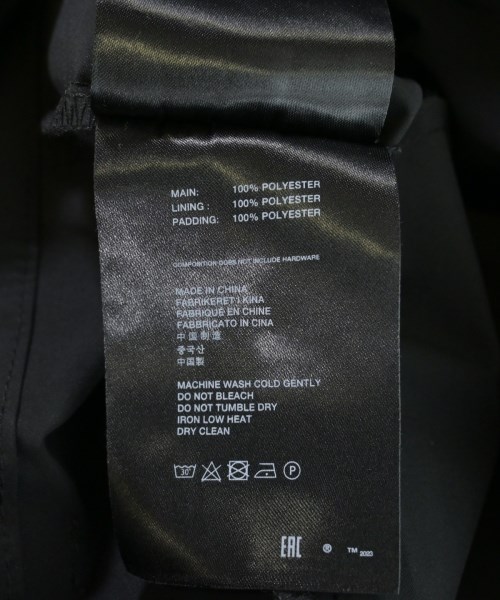 MAIN: 100% POLYESTER
LINING : 100% POLYESTER
PADDING: 100% POLYESTER
COMPOSITION DOES NOT INCLUDE HARDWARE
MADE IN CHINA
FABRIKERET I KINA
FABRIQUÉ EN CHINE
FABBRICATO IN CINA
中国制造
중국산
中国製
MACHINE WASH COLD GENTLY
DO NOT BLEACH
DO NOT TUMBLE DRY
IRON LOW HEAT
DRY CLEAN
30° P
EAC ® ™ 2023